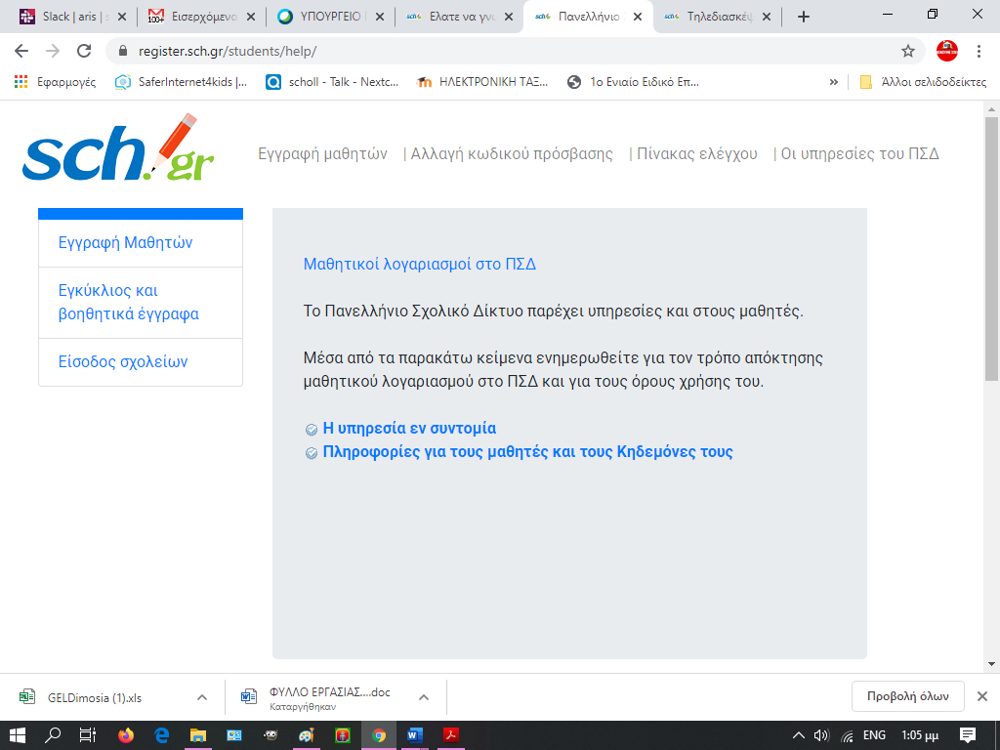 Slack | aris | s
100+
Εισερχόμενα
ΥΠΟΥΡΓΕΙΟ
Ελατε να γνω
Πανελλήνιο
Τηλεδιασκέψ
register.sch.gr/students/help/
Εφαρμογές
SaferInternet4kids |...
scholl - Talk - Nextc...
ΗΛΕΚΤΡΟΝΙΚΗ ΤΑΞ...
1ο Ενιαίο Ειδικό Επ...
»
Άλλοι σελιδοδείκτες
sch.gr
Εγγραφή μαθητών | Αλλαγή κωδικού πρόσβασης | Πίνακας ελέγχου | Οι υπηρεσίες του ΠΣΔ
Εγγραφή Μαθητών
Εγκύκλιος και
βοηθητικά έγγραφα
Είσοδος σχολείων
Μαθητικοί λογαριασμοί στο ΠΣΔ
Το Πανελλήνιο Σχολικό Δίκτυο παρέχει υπηρεσίες και στους μαθητές.
Μέσα από τα παρακάτω κείμενα ενημερωθείτε για τον τρόπο απόκτησης
μαθητικού λογαριασμού στο ΠΣΔ και για τους όρους χρήσης του.
Η υπηρεσία εν συντομία
Πληροφορίες για τους μαθητές και τους Κηδεμόνες τους
GELDimosia (1).xls
ΦΥΛΛΟ ΕΡΓΑΣΙΑΣ....doc
Καταργήθηκαν
Προβολή όλων
ENG
1:05 μμ